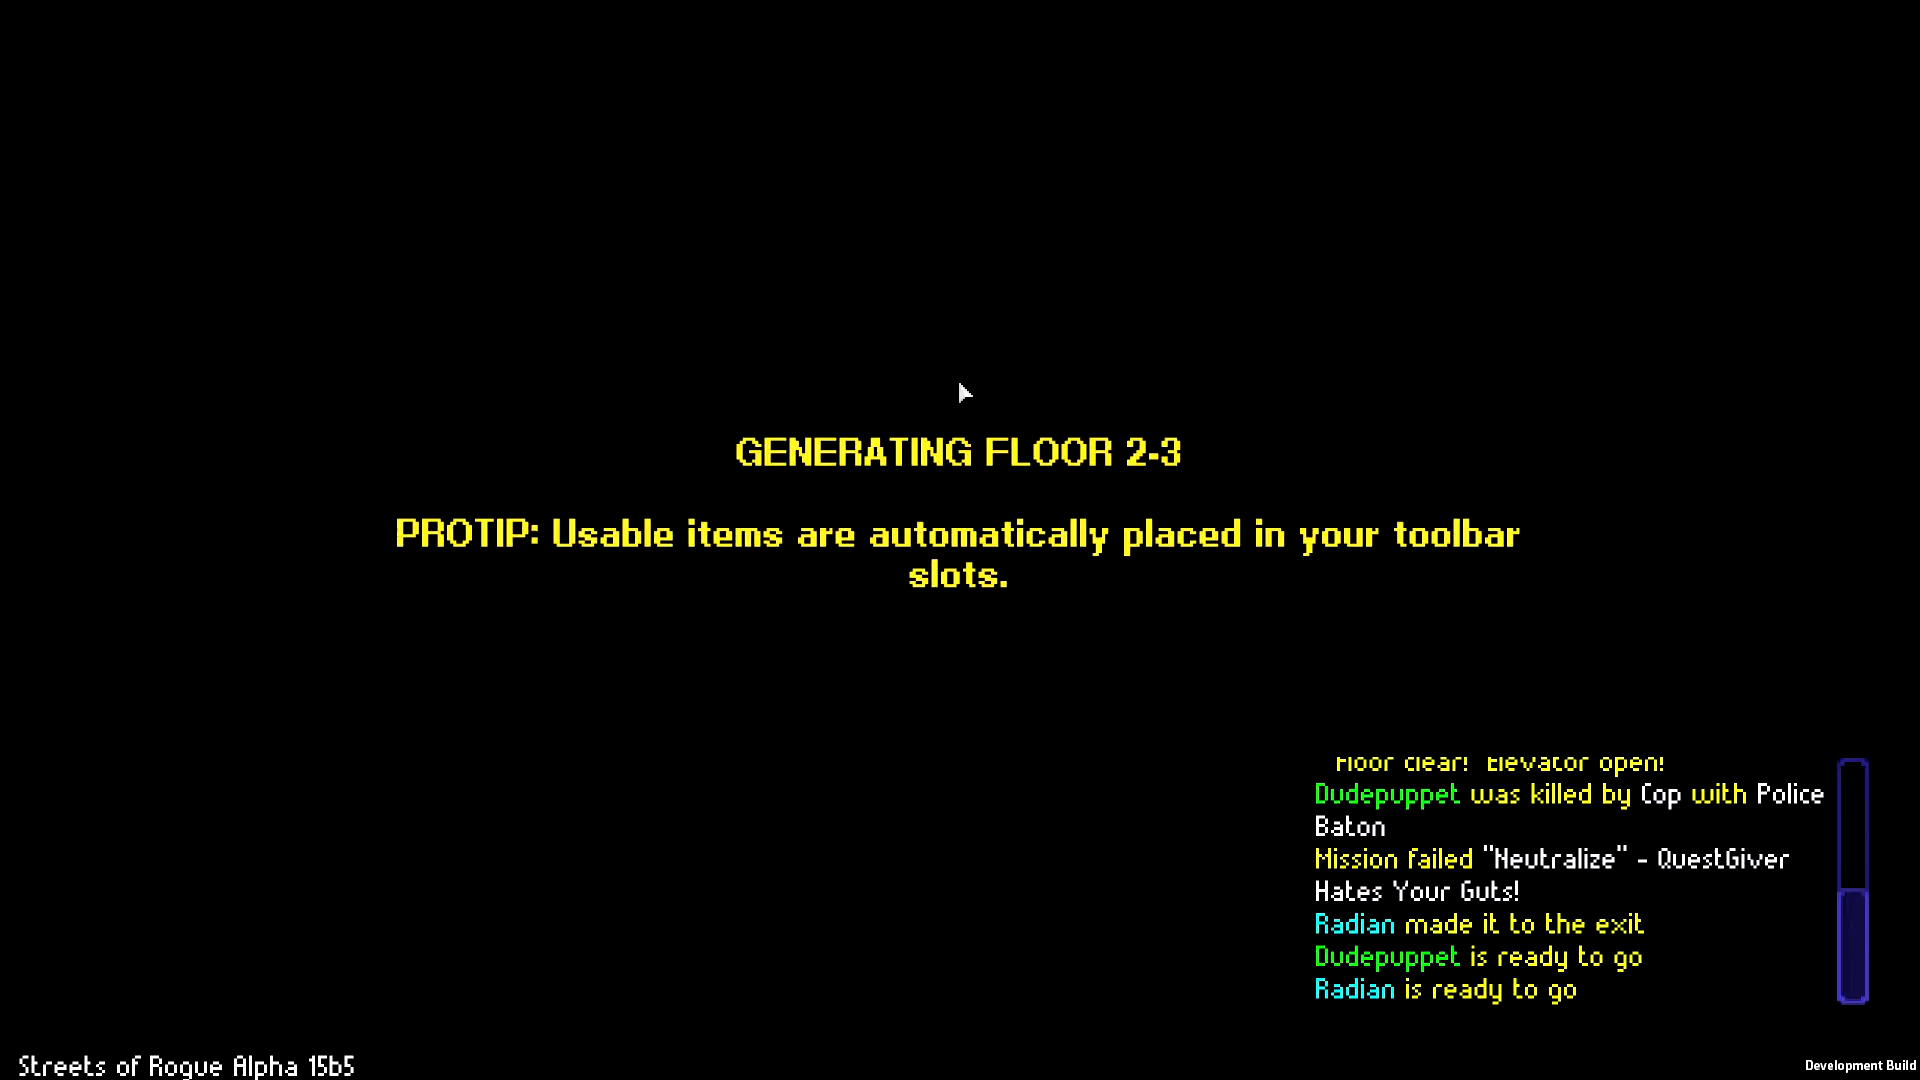 GENERATING FLOOR 2-3
PROTIP: Usable items are automatically placed in your toolbar
slots.
Floor clear! Elevator open!
Dudepuppet was killed by Cop with Police
Baton
Mission failed "Neutralize" - QuestGiver
Hates Your Guts!
Radian made it to the exit
Dudepuppet is ready to go
Radian is ready to go
Streets of Rogue Alpha 15b5
Development Build